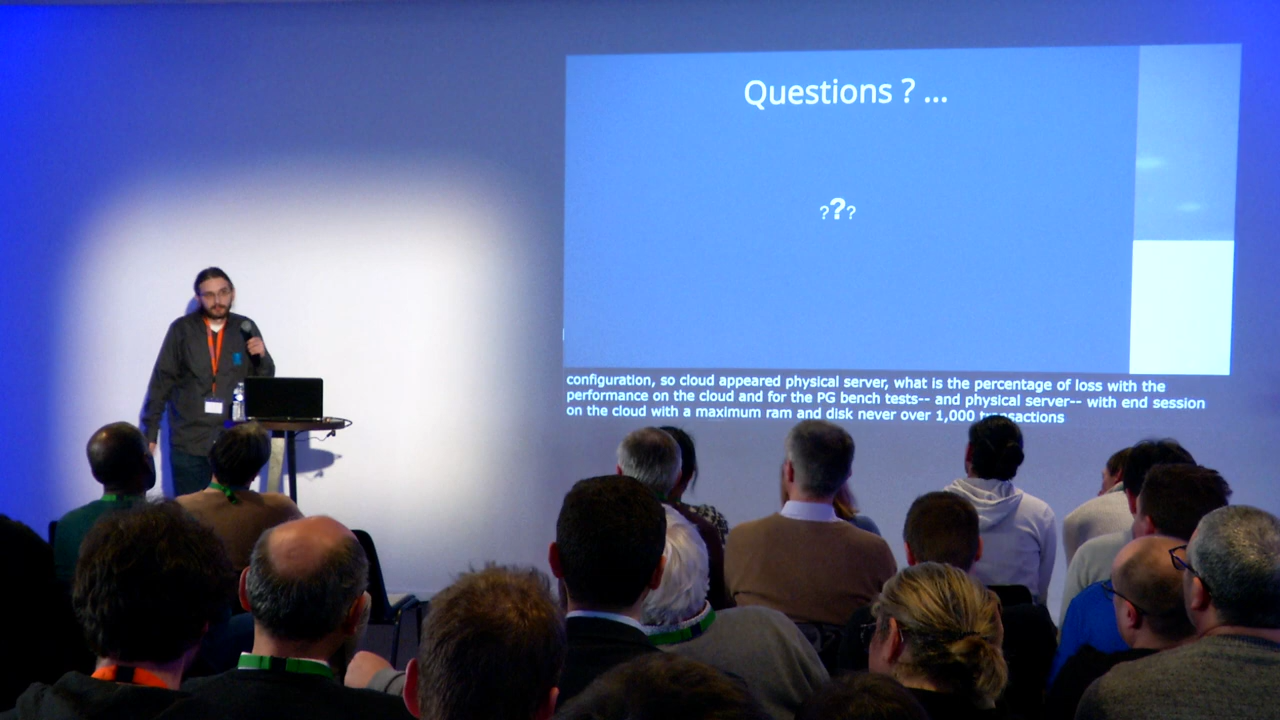 Questions ? ...
???
configuration, so cloud appeared physical server, what is the percentage of loss with the
performance on the cloud and for the PG bench tests-- and physical server-- with end session
on the cloud with a maximum ram and disk never over 1,000 transactions